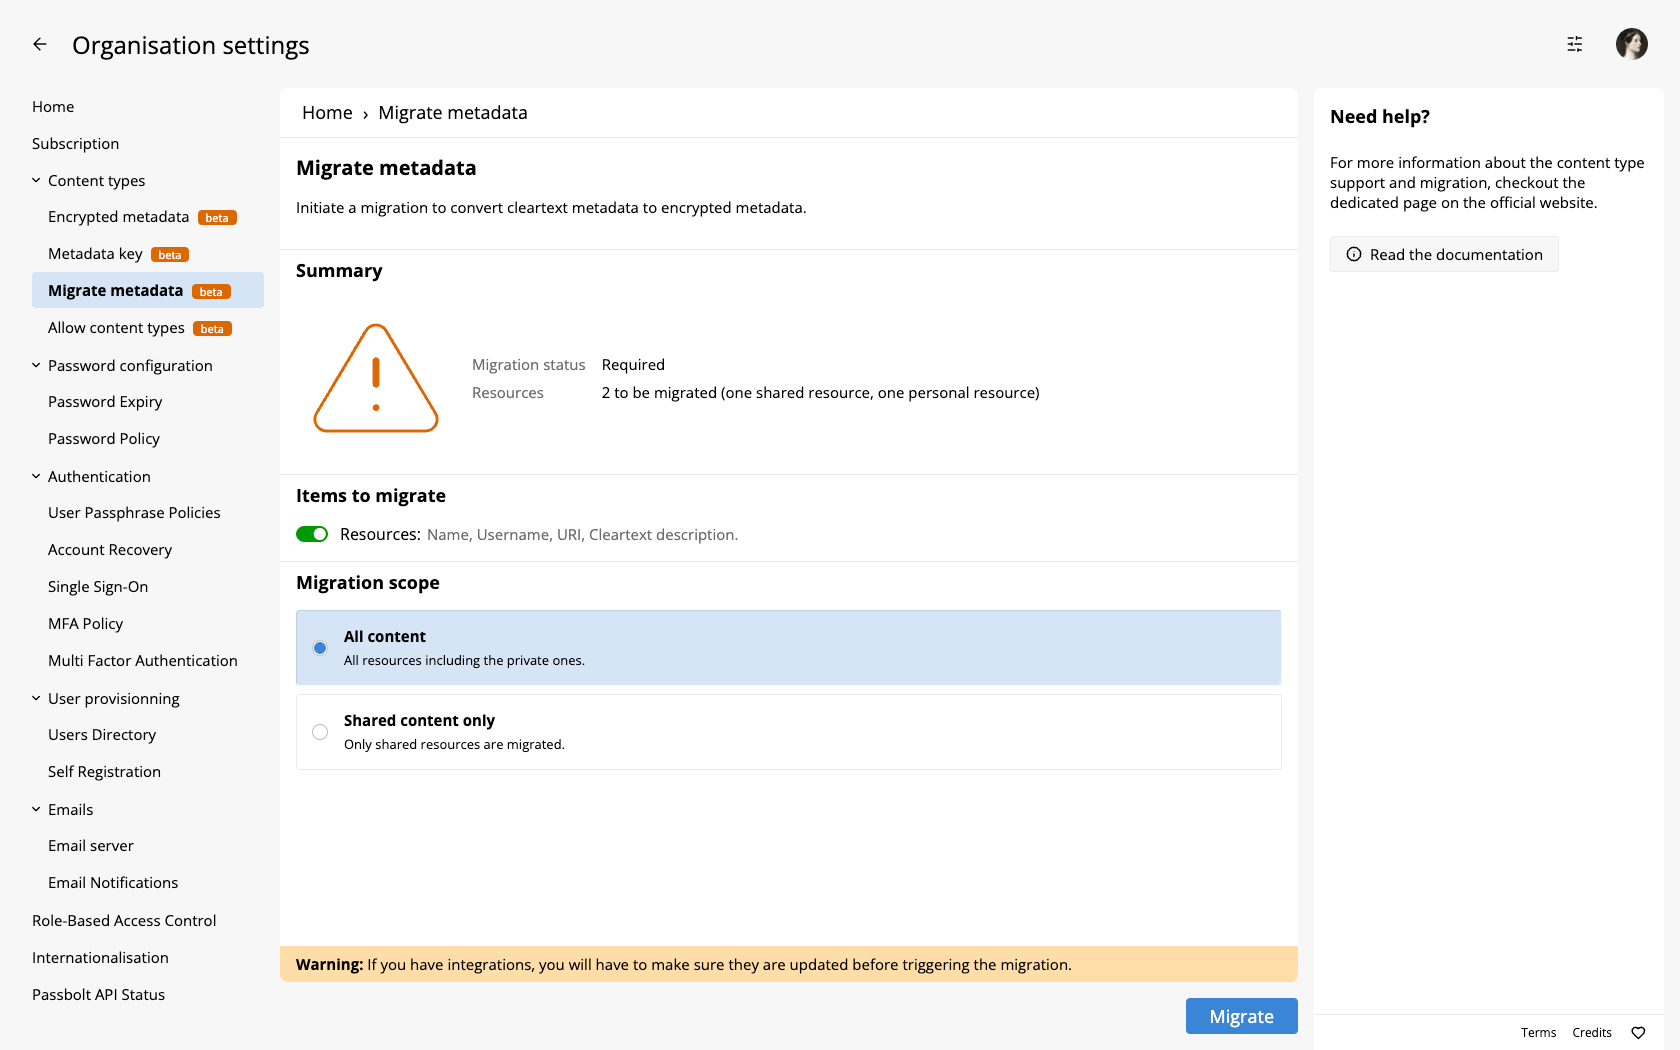 Organisation settings
Home
Subscription
Content types
Encrypted metadata beta
Metadata key beta
Migrate metadata beta
Allow content types beta
Password configuration
Password Expiry
Password Policy
Authentication
User Passphrase Policies
Account Recovery
Single Sign-On
MFA Policy
Multi Factor Authentication
User provisionning
Users Directory
Self Registration
Emails
Email server
Email Notifications
Role-Based Access Control
Internationalisation
Passbolt API Status
Home › Migrate metadata
Migrate metadata
Initiate a migration to convert cleartext metadata to encrypted metadata.
Summary
Migration status Required
Resources 2 to be migrated (one shared resource, one personal resource)
Items to migrate
Resources: Name, Username, URI, Cleartext description.
Migration scope
All content
All resources including the private ones.
Shared content only
Only shared resources are migrated.
Warning: If you have integrations, you will have to make sure they are updated before triggering the migration.
Migrate
Need help?
For more information about the content type
support and migration, checkout the
dedicated page on the official website.
Read the documentation
Terms Credits